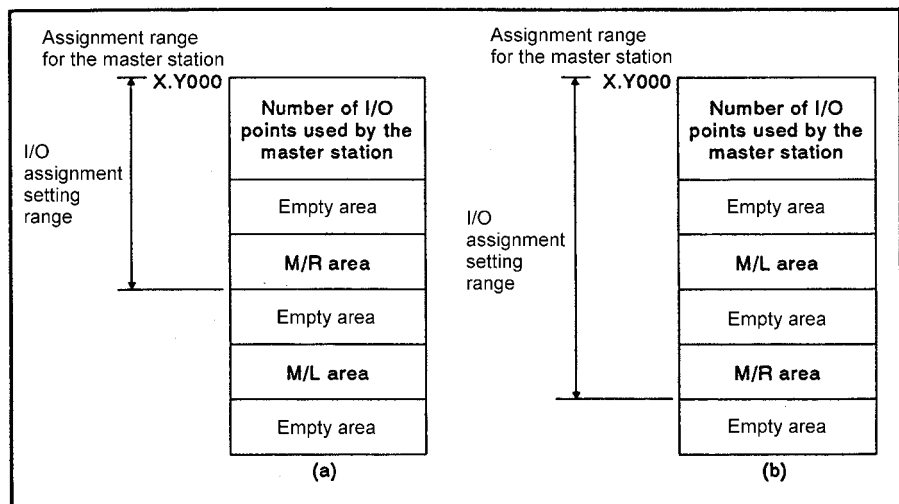 Assignment range
for the master station
X.Y000
I/O
assignment
setting
range
Number of I/O
points used by the
master station
Empty area
M/R area
Empty area
M/L area
Empty area
(a)
Assignment range
for the master station
X.Y000
I/O
assignment
setting
range
Number of I/O
points used by the
master station
Empty area
M/L area
Empty area
M/R area
Empty area
(b)